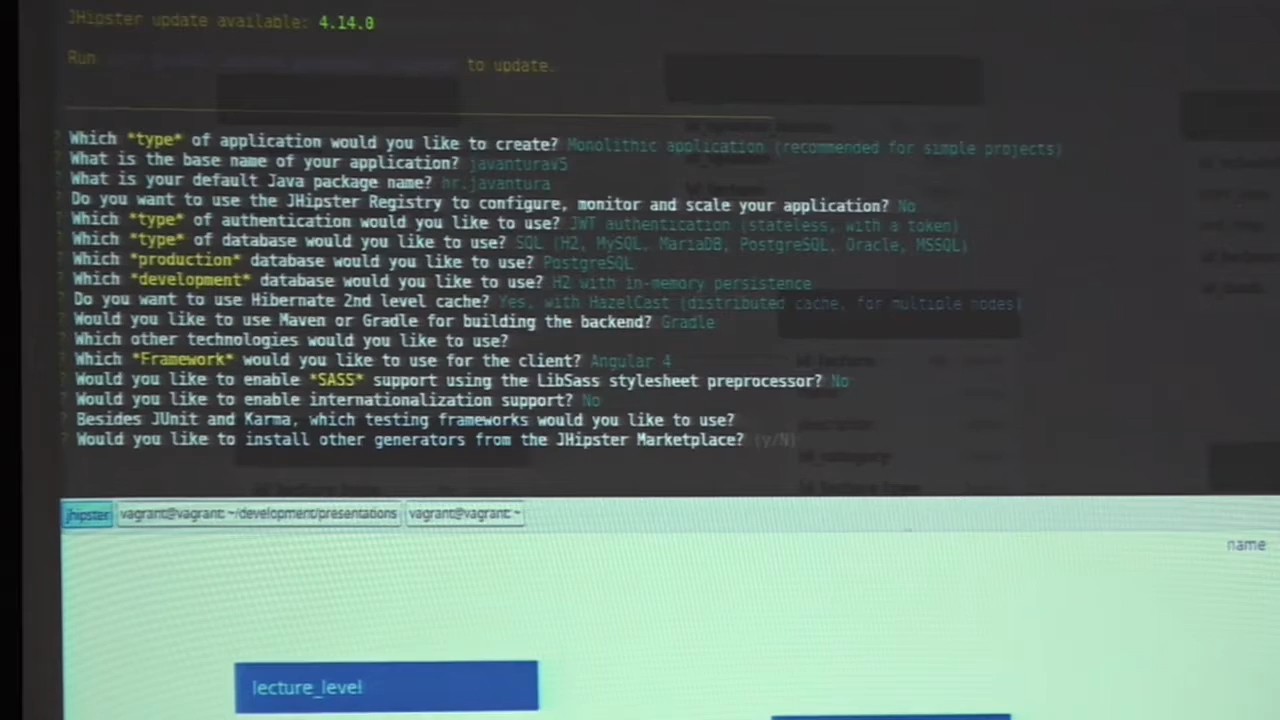 JHipster update available: 4.14.0
Run to update.
? Which *type* of application would you like to create? Monolithic application (recommended for simple projects)
? What is the base name of your application? javanturav5
? What is your default Java package name? hr.javantura
? Do you want to use the JHipster Registry to configure, monitor and scale your application? No
? Which *type* of authentication would you like to use? JWT authentication (stateless, with a token)
? Which *type* of database would you like to use? SQL (H2, MySQL, MariaDB, PostgreSQL, Oracle, MSSQL)
? Which *production* database would you like to use? PostgreSQL
? Which *development* database would you like to use? H2 with in-memory persistence
? Do you want to use Hibernate 2nd level cache? Yes, with HazelCast (distributed cache, for multiple nodes)
? Would you like to use Maven or Gradle for building the backend? Gradle
? Which other technologies would you like to use?
? Which *Framework* would you like to use for the client? Angular 4
? Would you like to enable *SASS* support using the LibSass stylesheet preprocessor? No
? Would you like to enable internationalization support? No
? Besides JUnit and Karma, which testing frameworks would you like to use?
? Would you like to install other generators from the JHipster Marketplace? (y/N)
jhipster vagrant@vagrant: ~/development/presentations vagrant@vagrant: ~
name
lecture_level